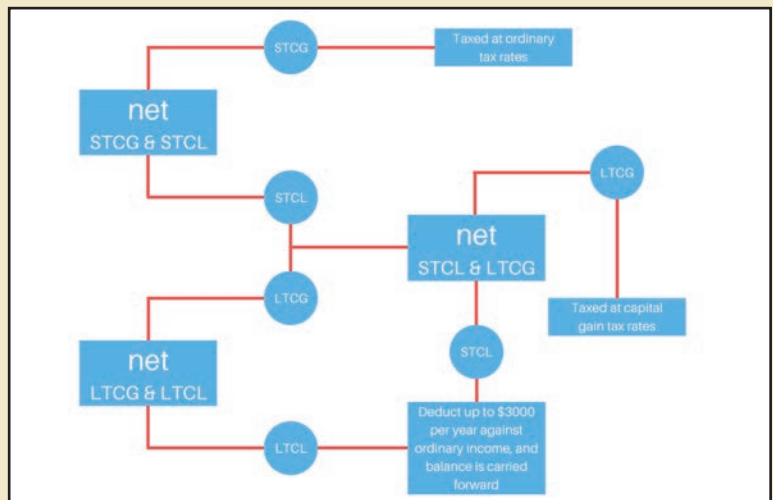 STCG
Taxed at ordinary
tax rates
net
STCG & STCL
STCL
LTCG
net
STCL & LTCG
LTCG
Taxed at capital
gain tax rates
net
LTCG & LTCL
STCL
LTCL
Deduct up to $3000
per year against
ordinary income, and
balance is carried
forward